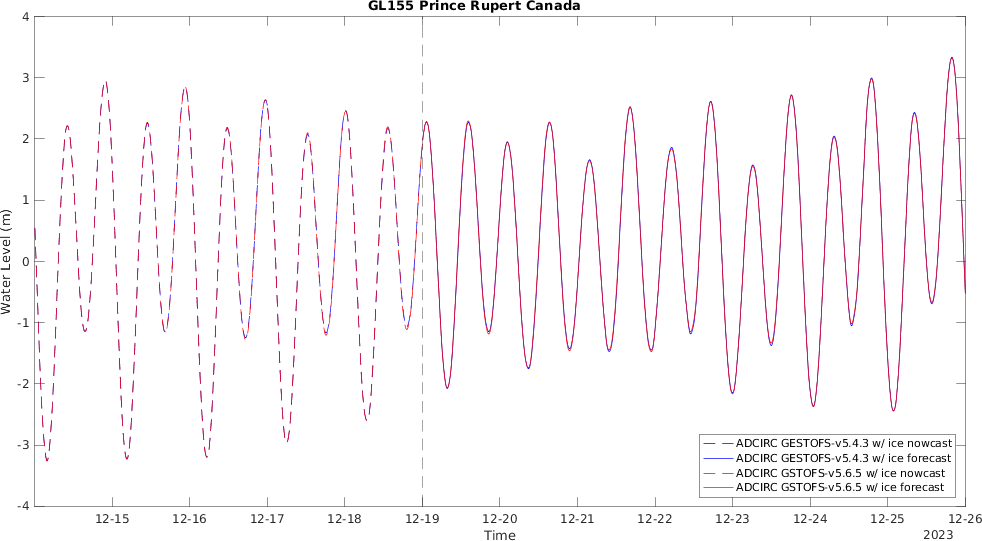 GL155 Prince Rupert Canada
4
3
2
1
0
-1
-2
-3
-4
Water Level (m)
ADCIRC GESTOFS-v5.4.3 w/ ice nowcast
ADCIRC GESTOFS-v5.4.3 w/ ice forecast
ADCIRC GSTOFS-v5.6.5 w/ ice nowcast
ADCIRC GSTOFS-v5.6.5 w/ ice forecast
12-15 12-16 12-17 12-18 12-19 12-20 12-21 12-22 12-23 12-24 12-25 12-26
Time 2023